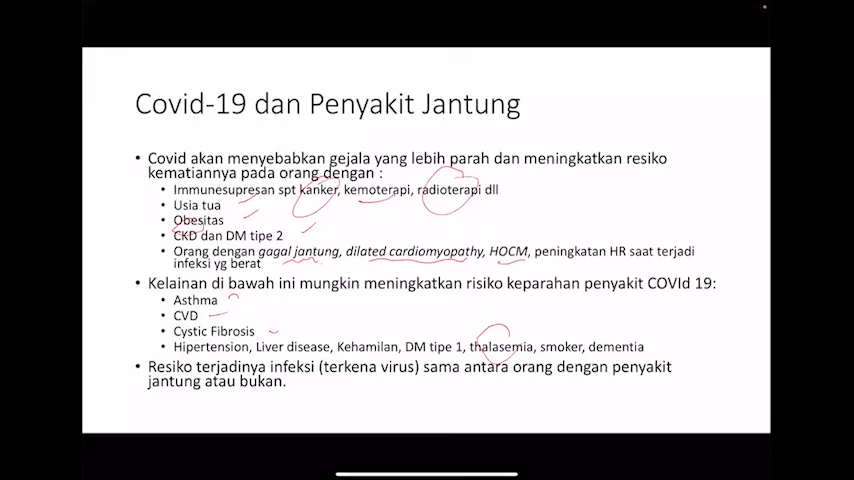 Covid-19 dan Penyakit Jantung
• Covid akan menyebabkan gejala yang lebih parah dan meningkatkan resiko
kematiannya pada orang dengan :
• Immunesupresan spt kanker, kemoterapi, radioterapi dll
• Usia tua
• Obesitas
• CKD dan DM tipe 2
• Orang dengan gagal jantung, dilated cardiomyopathy, HOCM, peningkatan HR saat terjadi
infeksi yg berat
• Kelainan di bawah ini mungkin meningkatkan risiko keparahan penyakit COVId 19:
• Asthma
• CVD
• Cystic Fibrosis
• Hipertension, Liver disease, Kehamilan, DM tipe 1, thalasemia, smoker, dementia
• Resiko terjadinya infeksi (terkena virus) sama antara orang dengan penyakit
jantung atau bukan.